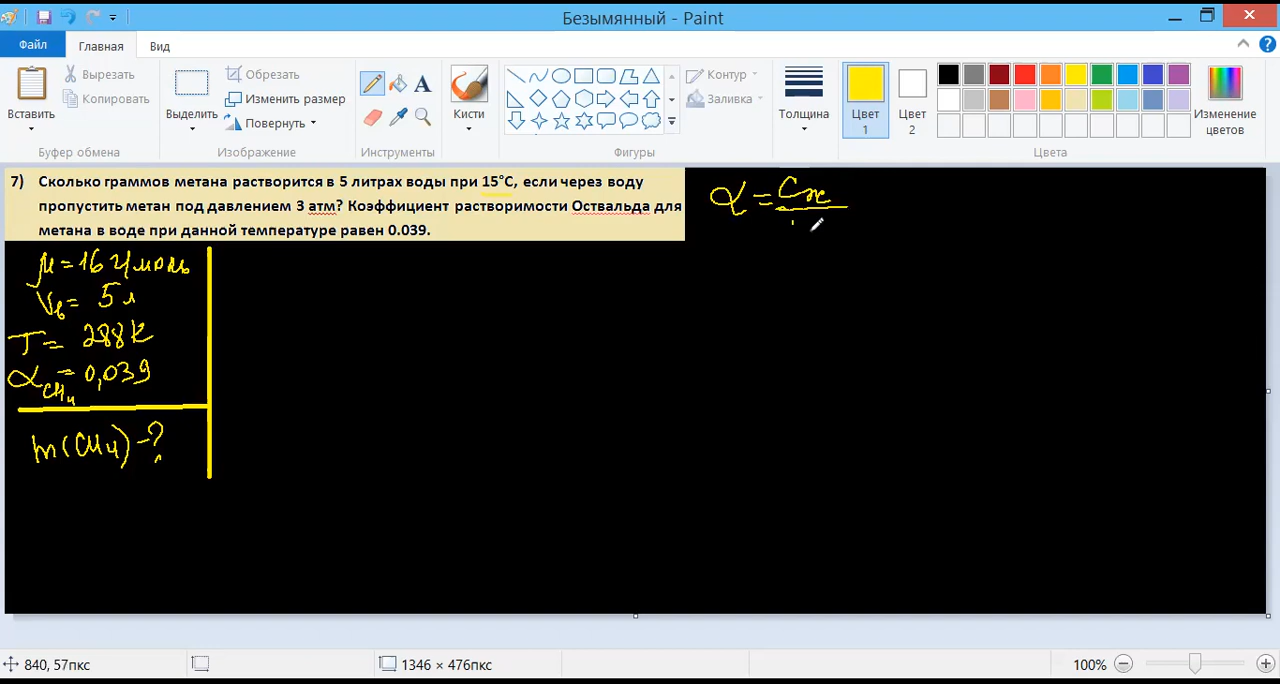 Безымянный - Paint
Файл
Главная
Вид
Вставить
Вырезать
Копировать
Буфер обмена
Выделить
Обрезать
Изменить размер
Повернуть
Изображение
A
Инструменты
Кисти
Контур
Заливка
Фигуры
Толщина
Цвет 1
Цвет 2
Изменение цветов
Цвета
7) Сколько граммов метана растворится в 5 литрах воды при 15°C, если через воду
пропустить метан под давлением 3 атм? Коэффициент растворимости Оствальда для
метана в воде при данной температуре равен 0.039.
α = Cж
μ = 16 г/моль
Vв = 5 л
T = 288 K
α CH4 = 0,039
m(CH4) - ?
840, 57пкс
1346 × 476пкс
100%